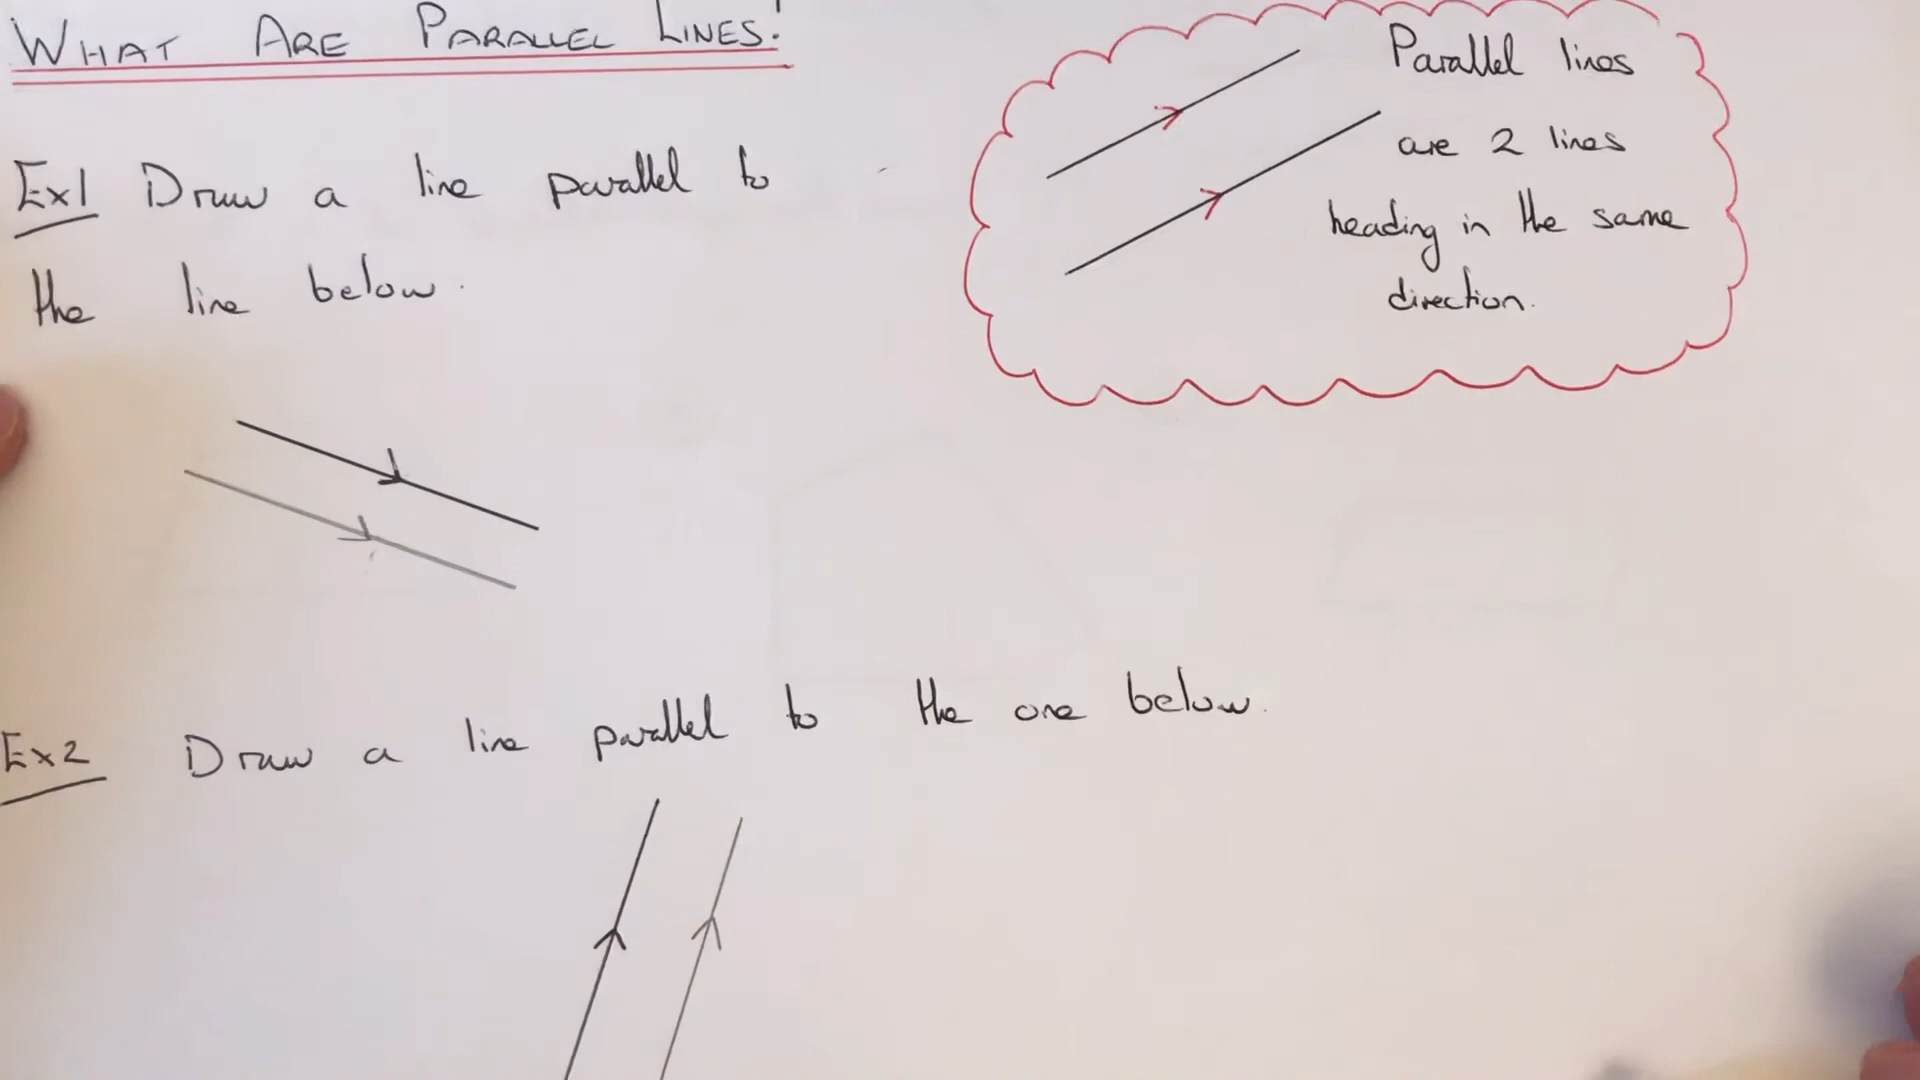 WHAT ARE PARALLEL LINES!
Ex1 Draw a line parallel to
the line below.
Parallel lines
are 2 lines
heading in the same
direction.
Ex2 Draw a line parallel to the one below.